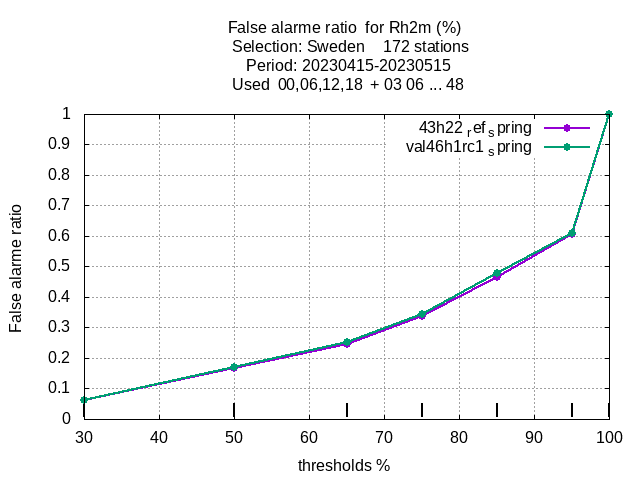 False alarme ratio for Rh2m (%)
Selection: Sweden 172 stations
Period: 20230415-20230515
Used 00,06,12,18 + 03 06 ... 48
43h22 ref spring
val46h1rc1 spring
1
0.9
0.8
0.7
0.6
0.5
0.4
0.3
0.2
0.1
0
False alarme ratio
30 40 50 60 70 80 90 100
thresholds %